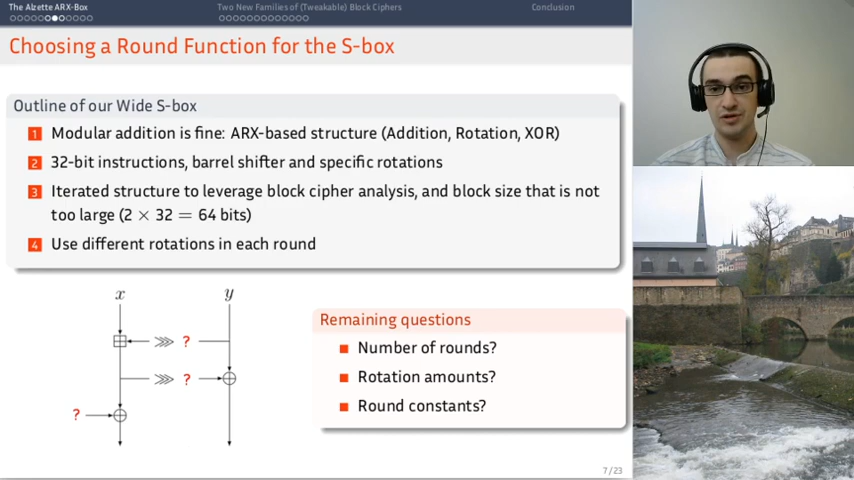 The Alzette ARX-Box
Two New Families of (Tweakable) Block Ciphers
Conclusion
Choosing a Round Function for the S-box
Outline of our Wide S-box
1 Modular addition is fine: ARX-based structure (Addition, Rotation, XOR)
2 32-bit instructions, barrel shifter and specific rotations
3 Iterated structure to leverage block cipher analysis, and block size that is not
too large (2 × 32 = 64 bits)
4 Use different rotations in each round
x y
⋙ ?
⋙ ?
?
Remaining questions
Number of rounds?
Rotation amounts?
Round constants?
7/23